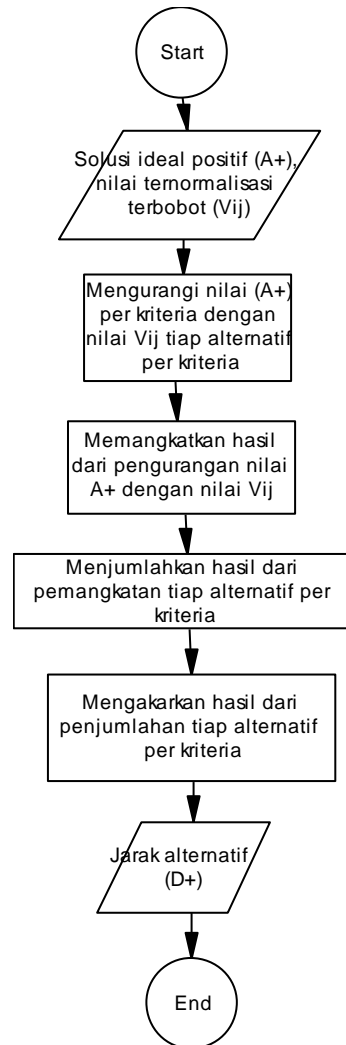 Start
Solusi ideal positif (A+),
nilai ternormalisasi
terbobot (Vij)
Mengurangi nilai (A+)
per kriteria dengan
nilai Vij tiap alternatif
per kriteria
Memangkatkan hasil
dari pengurangan nilai
A+ dengan nilai Vij
Menjumlahkan hasil dari
pemangkatan tiap alternatif per
kriteria
Mengakarkan hasil dari
penjumlahan tiap alternatif
per kriteria
Jarak alternatif
(D+)
End